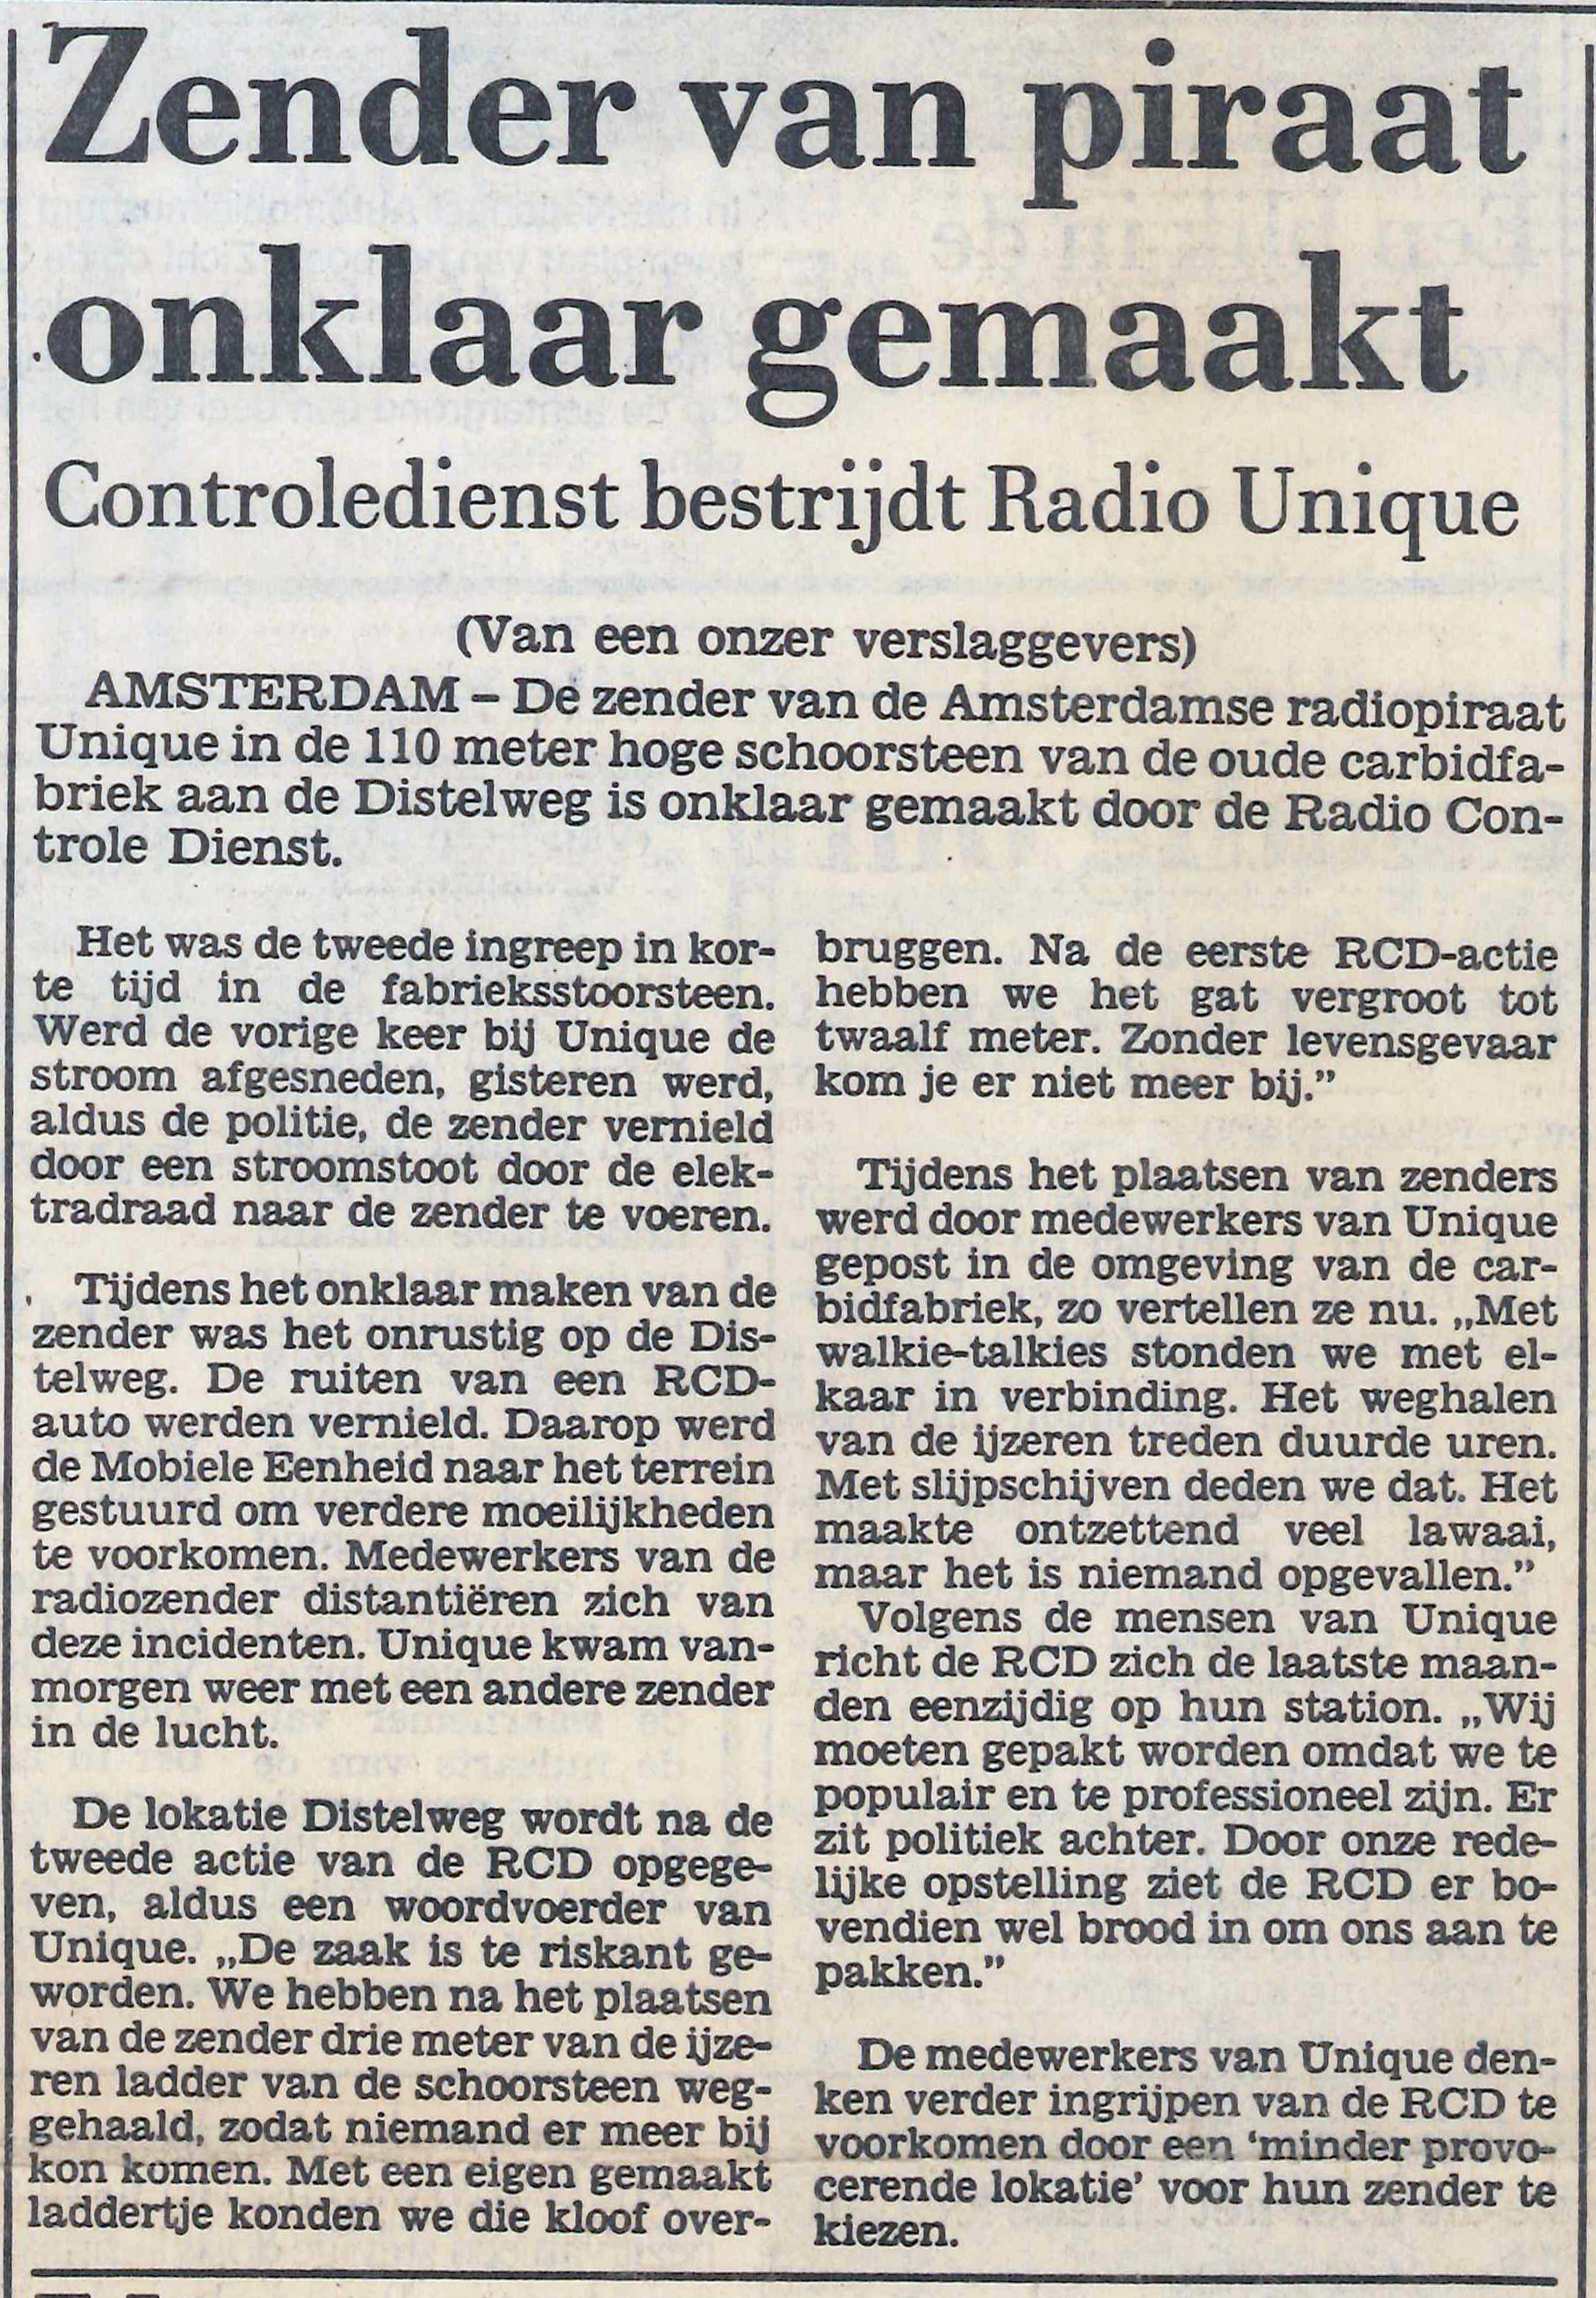 Zender van piraat
onklaar gemaakt
Controledienst bestrijdt Radio Unique
(Van een onzer verslaggevers)
AMSTERDAM – De zender van de Amsterdamse radiopiraat
Unique in de 110 meter hoge schoorsteen van de oude carbidfa-
briek aan de Distelweg is onklaar gemaakt door de Radio Con-
trole Dienst.
Het was de tweede ingreep in kor-
te tijd in de fabrieksstoorsteen.
Werd de vorige keer bij Unique de
stroom afgesneden, gisteren werd,
aldus de politie, de zender vernield
door een stroomstoot door de elek-
tradraad naar de zender te voeren.
Tijdens het onklaar maken van de
zender was het onrustig op de Dis-
telweg. De ruiten van een RCD-
auto werden vernield. Daarop werd
de Mobiele Eenheid naar het terrein
gestuurd om verdere moeilijkheden
te voorkomen. Medewerkers van de
radiozender distantiëren zich van
deze incidenten. Unique kwam van-
morgen weer met een andere zender
in de lucht.
De lokatie Distelweg wordt na de
tweede actie van de RCD opgege-
ven, aldus een woordvoerder van
Unique. „De zaak is te riskant ge-
worden. We hebben na het plaatsen
van de zender drie meter van de ijze-
ren ladder van de schoorsteen weg-
gehaald, zodat niemand er meer bij
kon komen. Met een eigen gemaakt
laddertje konden we die kloof over-
bruggen. Na de eerste RCD-actie
hebben we het gat vergroot tot
twaalf meter. Zonder levensgevaar
kom je er niet meer bij.”
Tijdens het plaatsen van zenders
werd door medewerkers van Unique
gepost in de omgeving van de car-
bidfabriek, zo vertellen ze nu. „Met
walkie-talkies stonden we met el-
kaar in verbinding. Het weghalen
van de ijzeren treden duurde uren.
Met slijpschijven deden we dat. Het
maakte ontzettend veel lawaai,
maar het is niemand opgevallen.”
Volgens de mensen van Unique
richt de RCD zich de laatste maan-
den eenzijdig op hun station. „Wij
moeten gepakt worden omdat we te
populair en te professioneel zijn. Er
zit politiek achter. Door onze rede-
lijke opstelling ziet de RCD er bo-
vendien wel brood in om ons aan te
pakken.”
De medewerkers van Unique den-
ken verder ingrijpen van de RCD te
voorkomen door een ‘minder provo-
cerende lokatie’ voor hun zender te
kiezen.